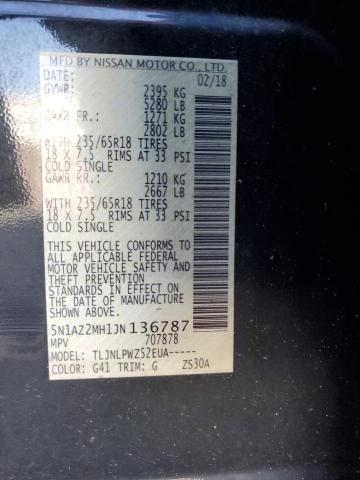 MFD BY NISSAN MOTOR CO., LTD.
DATE: 02/18
GVWR: 2395 KG
5280 LB
GAWR FR.: 1271 KG
2802 LB
WITH 235/65R18 TIRES
18 X 7.5 RIMS AT 33 PSI
COLD SINGLE
GAWR RR.: 1210 KG
2667 LB
WITH 235/65R18 TIRES
18 X 7.5 RIMS AT 33 PSI
COLD SINGLE
THIS VEHICLE CONFORMS TO
ALL APPLICABLE FEDERAL
MOTOR VEHICLE SAFETY
AND THEFT PREVENTION
STANDARDS IN EFFECT ON
THE DATE OF MANUFACTURE
SHOWN ABOVE.
5N1AZ2MH1JN136787
MPV 707878
MODEL: TLJNLPWZ52EUA-----
COLOR: G41 TRIM: G ZS30A